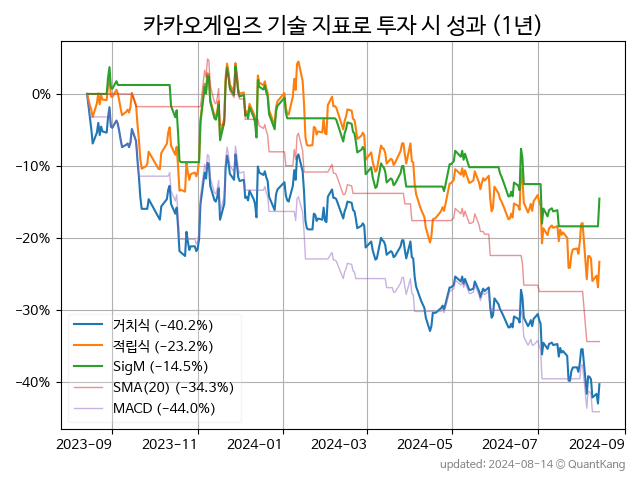 카카오게임즈 기술 지표로 투자 시 성과 (1년)
0%
−10%
−20%
−30%
−40%
거치식 (−40.2%)
적립식 (−23.2%)
SigM (−14.5%)
SMA(20) (−34.3%)
MACD (−44.0%)
2023-09
2023-11
2024-01
2024-03
2024-05
2024-07
2024-09
updated: 2024-08-14 © QuantKang